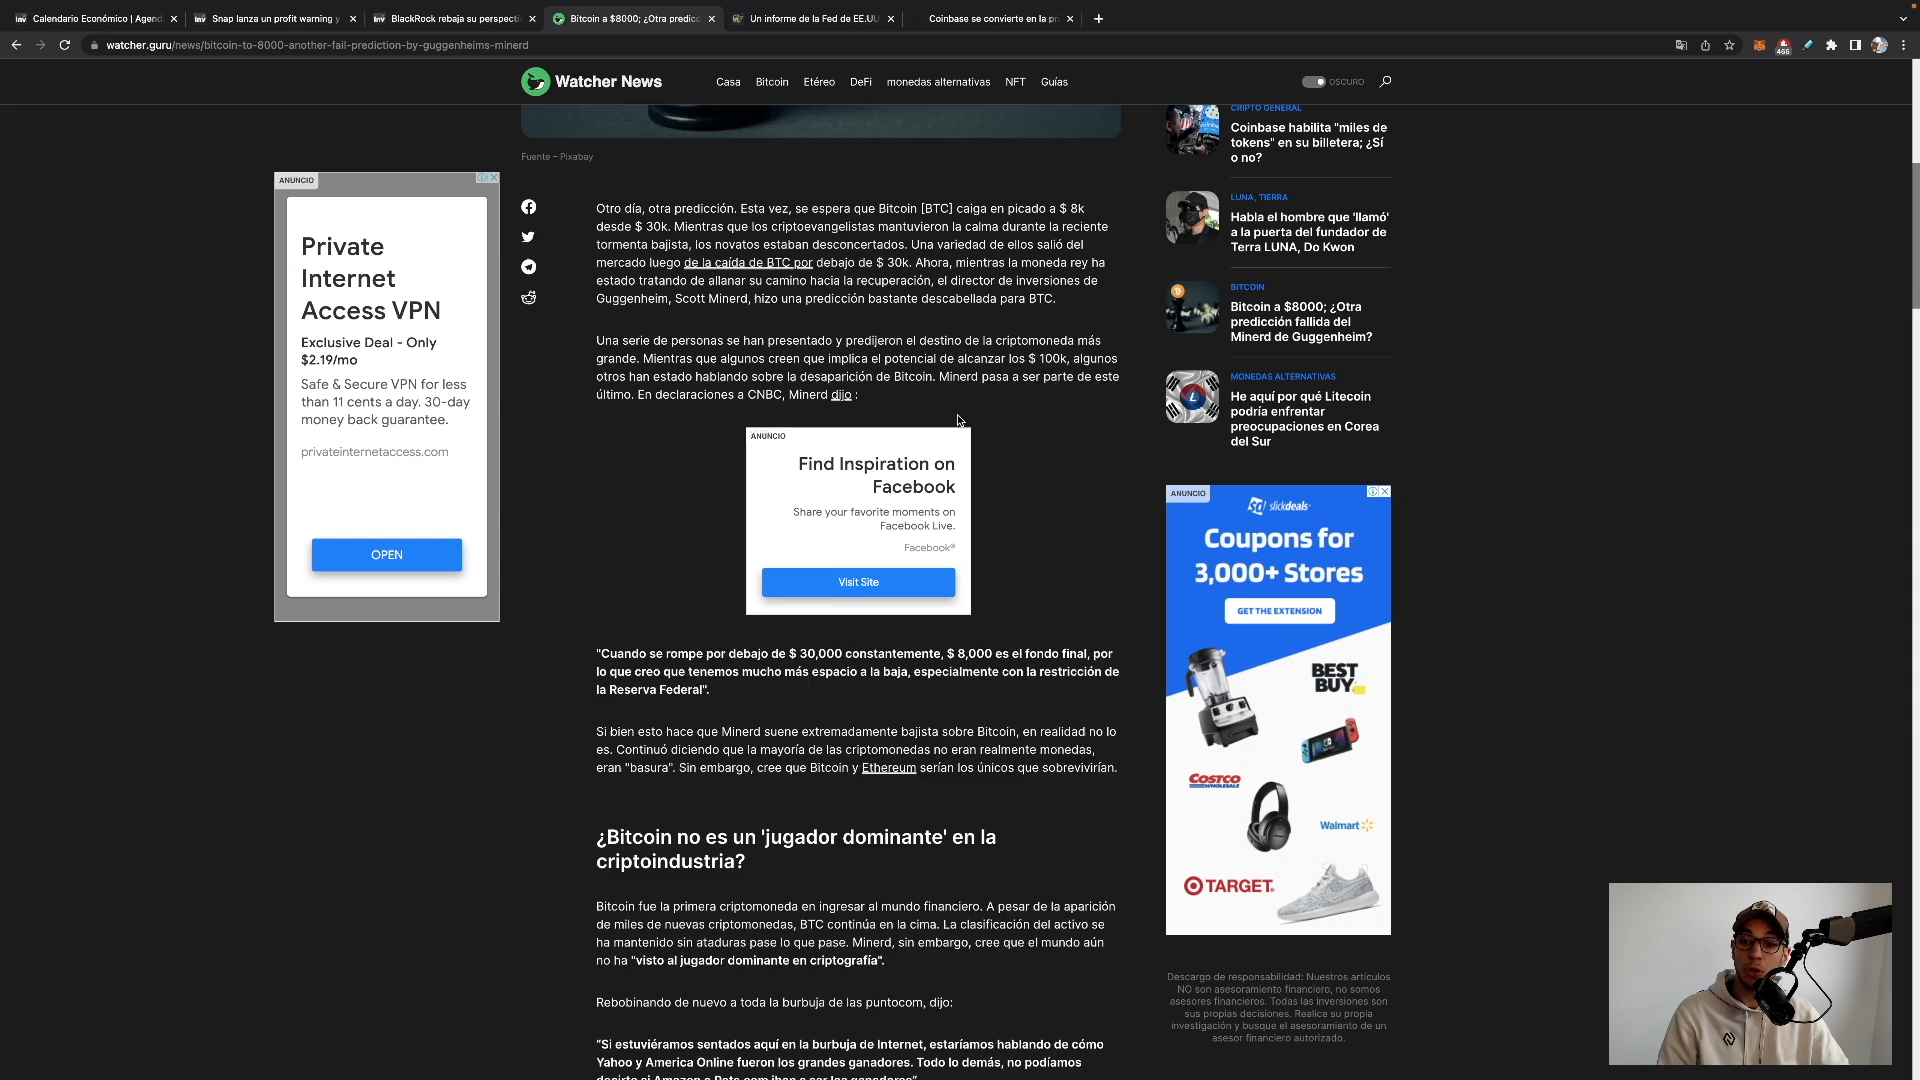 Calendario Económico | Agend
Snap lanza un profit warning y
BlackRock rebaja su perspectiv
Bitcoin a $8000; ¿Otra predicc
Un informe de la Fed de EE.UU
Coinbase se convierte en la pri
watcher.guru/news/bitcoin-to-8000-another-fail-prediction-by-guggenheims-minerd
466
Watcher News
Casa
Bitcoin
Etéreo
DeFi
monedas alternativas
NFT
Guías
OSCURO
Fuente – Pixabay
ANUNCIO
Private
Internet
Access VPN
Exclusive Deal - Only
$2.19/mo
Safe & Secure VPN for less
than 11 cents a day. 30-day
money back guarantee.
privateinternetaccess.com
OPEN
Otro día, otra predicción. Esta vez, se espera que Bitcoin [BTC] caiga en picado a $ 8k
desde $ 30k. Mientras que los criptoevangelistas mantuvieron la calma durante la reciente
tormenta bajista, los novatos estaban desconcertados. Una variedad de ellos salió del
mercado luego de la caída de BTC por debajo de $ 30k. Ahora, mientras la moneda rey ha
estado tratando de allanar su camino hacia la recuperación, el director de inversiones de
Guggenheim, Scott Minerd, hizo una predicción bastante descabellada para BTC.
Una serie de personas se han presentado y predijeron el destino de la criptomoneda más
grande. Mientras que algunos creen que implica el potencial de alcanzar los $ 100k, algunos
otros han estado hablando sobre la desaparición de Bitcoin. Minerd pasa a ser parte de este
último. En declaraciones a CNBC, Minerd dijo :
ANUNCIO
Find Inspiration on
Facebook
Share your favorite moments on
Facebook Live.
Facebook®
Visit Site
"Cuando se rompe por debajo de $ 30,000 constantemente, $ 8,000 es el fondo final, por
lo que creo que tenemos mucho más espacio a la baja, especialmente con la restricción de
la Reserva Federal".
Si bien esto hace que Minerd suene extremadamente bajista sobre Bitcoin, en realidad no lo
es. Continuó diciendo que la mayoría de las criptomonedas no eran realmente monedas,
eran "basura". Sin embargo, cree que Bitcoin y Ethereum serían los únicos que sobrevivirían.
¿Bitcoin no es un 'jugador dominante' en la
criptoindustria?
Bitcoin fue la primera criptomoneda en ingresar al mundo financiero. A pesar de la aparición
de miles de nuevas criptomonedas, BTC continúa en la cima. La clasificación del activo se
ha mantenido sin ataduras pase lo que pase. Minerd, sin embargo, cree que el mundo aún
no ha "visto al jugador dominante en criptografía".
Rebobinando de nuevo a toda la burbuja de las puntocom, dijo:
"Si estuviéramos sentados aquí en la burbuja de Internet, estaríamos hablando de cómo
Yahoo y America Online fueron los grandes ganadores. Todo lo demás, no podíamos
decirte si Amazon o Pets.com iban a ser los ganadores"
CRIPTO GENERAL
Coinbase habilita "miles de
tokens" en su billetera; ¿Sí
o no?
LUNA, TIERRA
Habla el hombre que 'llamó'
a la puerta del fundador de
Terra LUNA, Do Kwon
BITCOIN
Bitcoin a $8000; ¿Otra
predicción fallida del
Minerd de Guggenheim?
MONEDAS ALTERNATIVAS
He aquí por qué Litecoin
podría enfrentar
preocupaciones en Corea
del Sur
ANUNCIO
slickdeals
Coupons for
3,000+ Stores
GET THE EXTENSION
BEST
BUY
COSTCO
WHOLESALE
Walmart
TARGET
Descargo de responsabilidad: Nuestros artículos
NO son asesoramiento financiero, no somos
asesores financieros. Todas las inversiones son
sus propias decisiones. Realice su propia
investigación y busque el asesoramiento de un
asesor financiero autorizado.